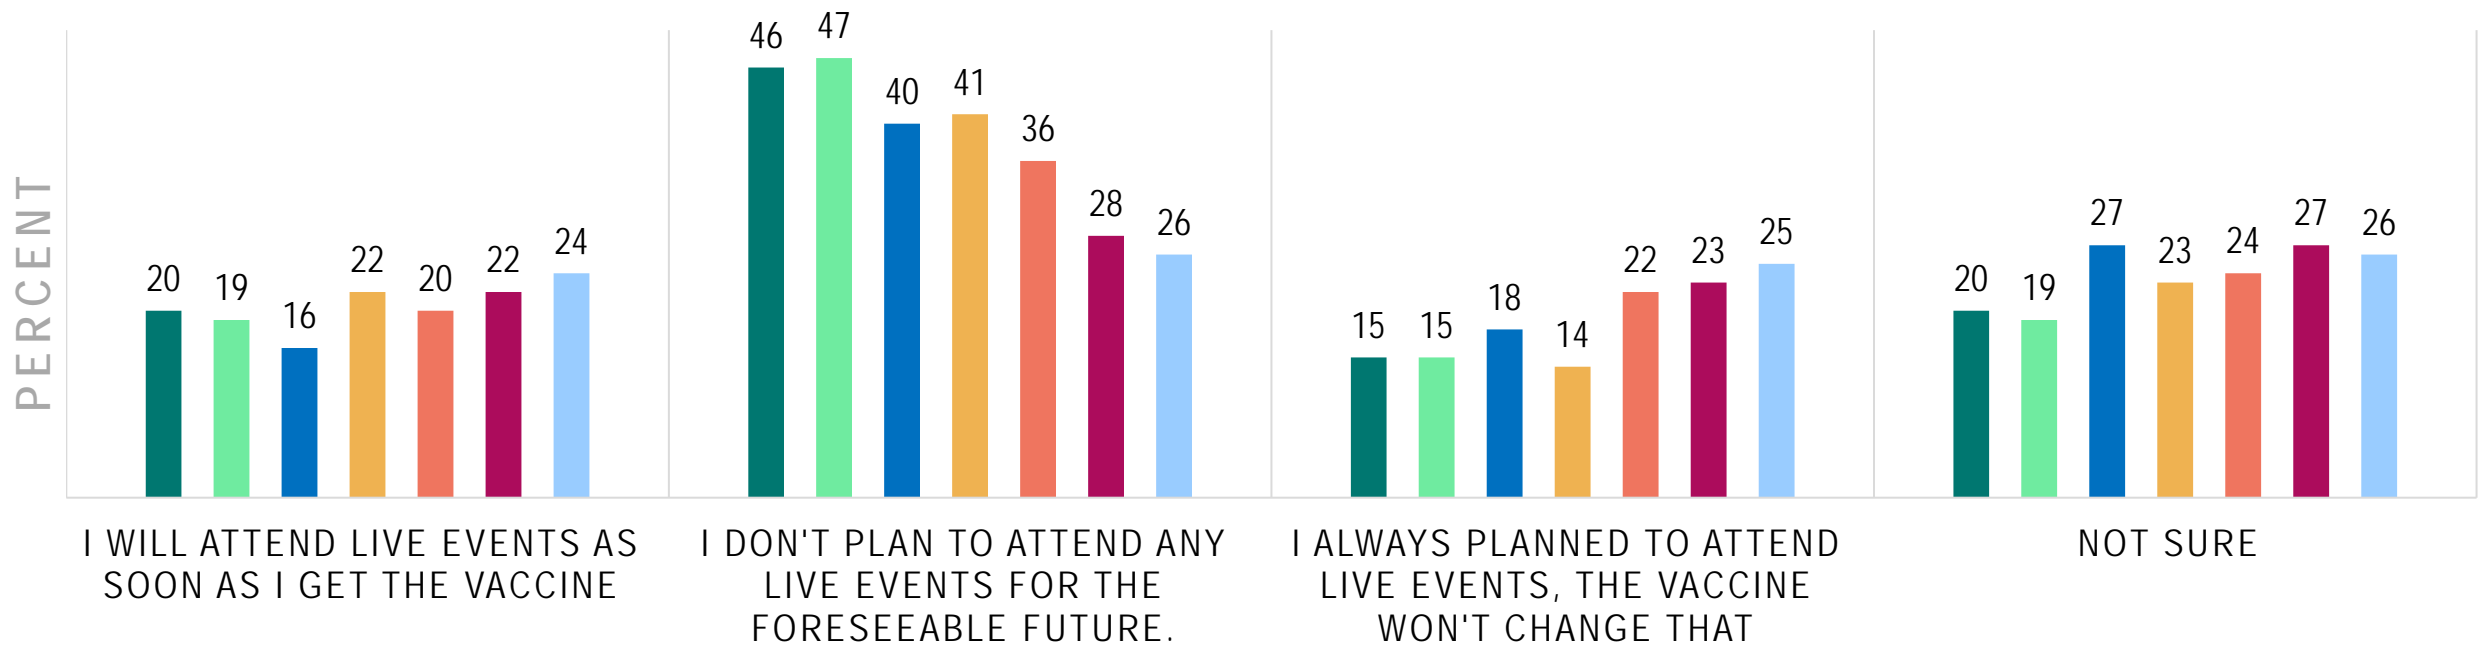 PERCENT
20
19
16
22
20
22
24
46
47
40
41
36
28
26
15
15
18
14
22
23
25
20
19
27
23
24
27
26
I WILL ATTEND LIVE EVENTS AS
SOON AS I GET THE VACCINE
I DON'T PLAN TO ATTEND ANY
LIVE EVENTS FOR THE
FORESEEABLE FUTURE.
I ALWAYS PLANNED TO ATTEND
LIVE EVENTS, THE VACCINE
WON'T CHANGE THAT
NOT SURE